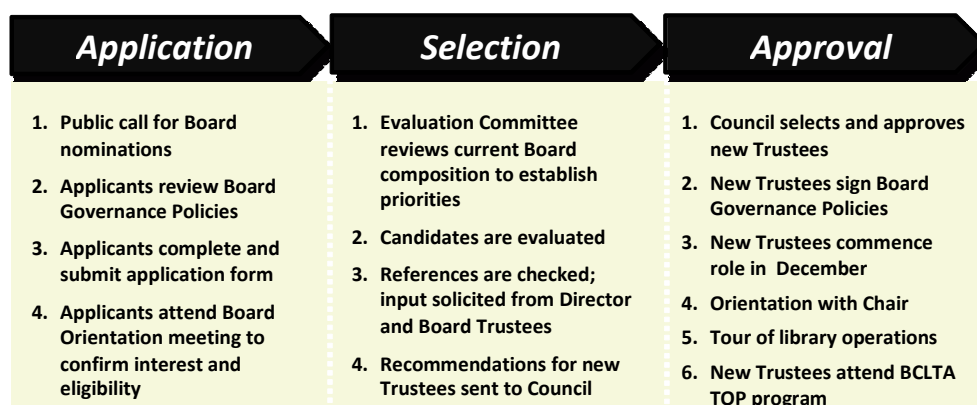 Application
1. Public call for Board
nominations
2. Applicants review Board
Governance Policies
3. Applicants complete and
submit application form
4. Applicants attend Board
Orientation meeting to
confirm interest and
eligibility
Selection
1. Evaluation Committee
reviews current Board
composition to establish
priorities
2. Candidates are evaluated
3. References are checked;
input solicited from Director
and Board Trustees
4. Recommendations for new
Trustees sent to Council
Approval
1. Council selects and approves
new Trustees
2. New Trustees sign Board
Governance Policies
3. New Trustees commence
role in  December
4. Orientation with Chair
5. Tour of library operations
6. New Trustees attend BCLTA
TOP program